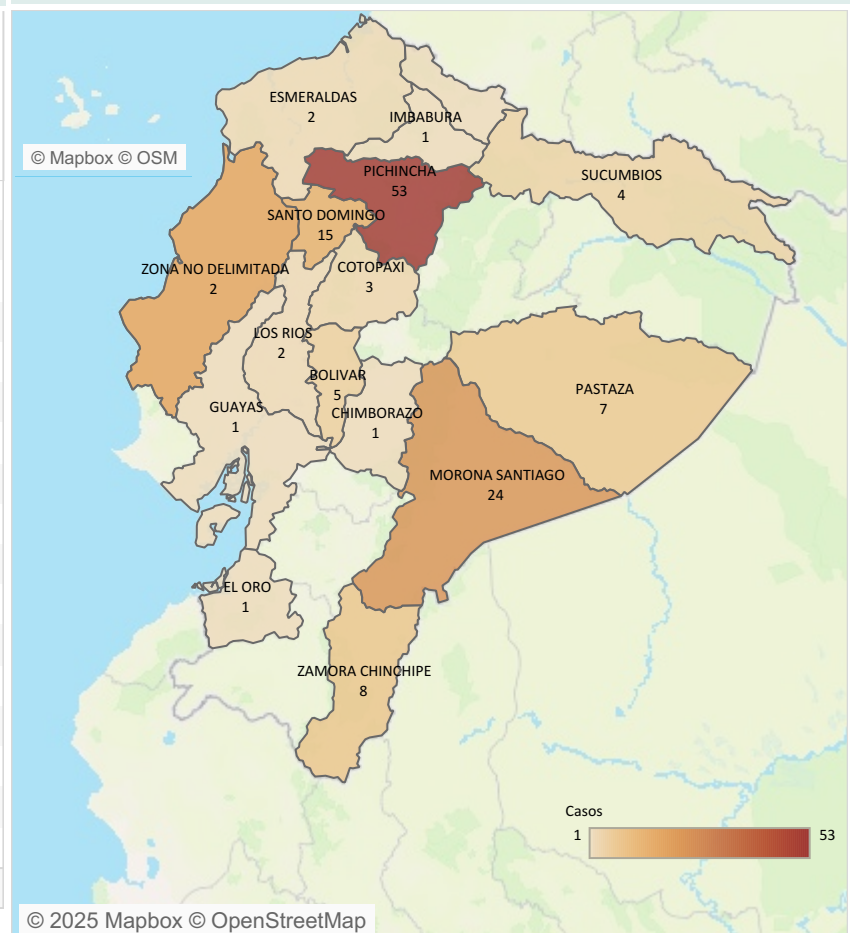 ESMERALDAS
2
IMBABURA
1
© Mapbox © OSM
PICHINCHA
53
SUCUMBIOS
4
SANTO DOMINGO
15
ZONA NO DELIMITADA
2
COTOPAXI
3
LOS RIOS
2
BOLIVAR
5
PASTAZA
7
GUAYAS
1
CHIMBORAZO
1
MORONA SANTIAGO
24
EL ORO
1
ZAMORA CHINCHIPE
8
Casos
1 53
© 2025 Mapbox © OpenStreetMap